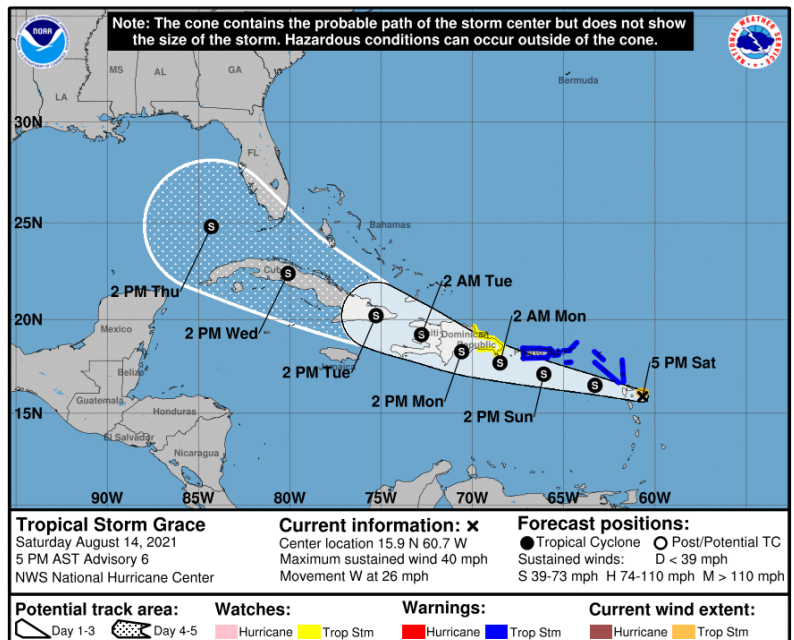 Note: The cone contains the probable path of the storm center but does not show
the size of the storm. Hazardous conditions can occur outside of the cone.
NOAA
NATIONAL WEATHER SERVICE
MS
AL
GA
LA
Bermuda
30N
FL
25N
Bahamas
2 AM Tue
2 PM Thu
Cuba
2 AM Mon
20N
Mexico
2 PM Wed
Haiti
Dominican
Republic
Puerto
5 PM Sat
Jamaica
2 PM Tue
Belize
2 PM Mon
2 PM Sun
Guatemala
15N
Honduras
El Salvador
Nicaragua
90W 85W 80W 75W 70W 65W 60W
Tropical Storm Grace
Saturday August 14, 2021
5 PM AST Advisory 6
NWS National Hurricane Center
Current information: x
Center location 15.9 N 60.7 W
Maximum sustained wind 40 mph
Movement W at 26 mph
Forecast positions:
Tropical Cyclone Post/Potential TC
Sustained winds: D < 39 mph
S 39-73 mph H 74-110 mph M > 110 mph
Potential track area:
Day 1-3 Day 4-5
Watches:
Hurricane Trop Stm
Warnings:
Hurricane Trop Stm
Current wind extent:
Hurricane Trop Stm